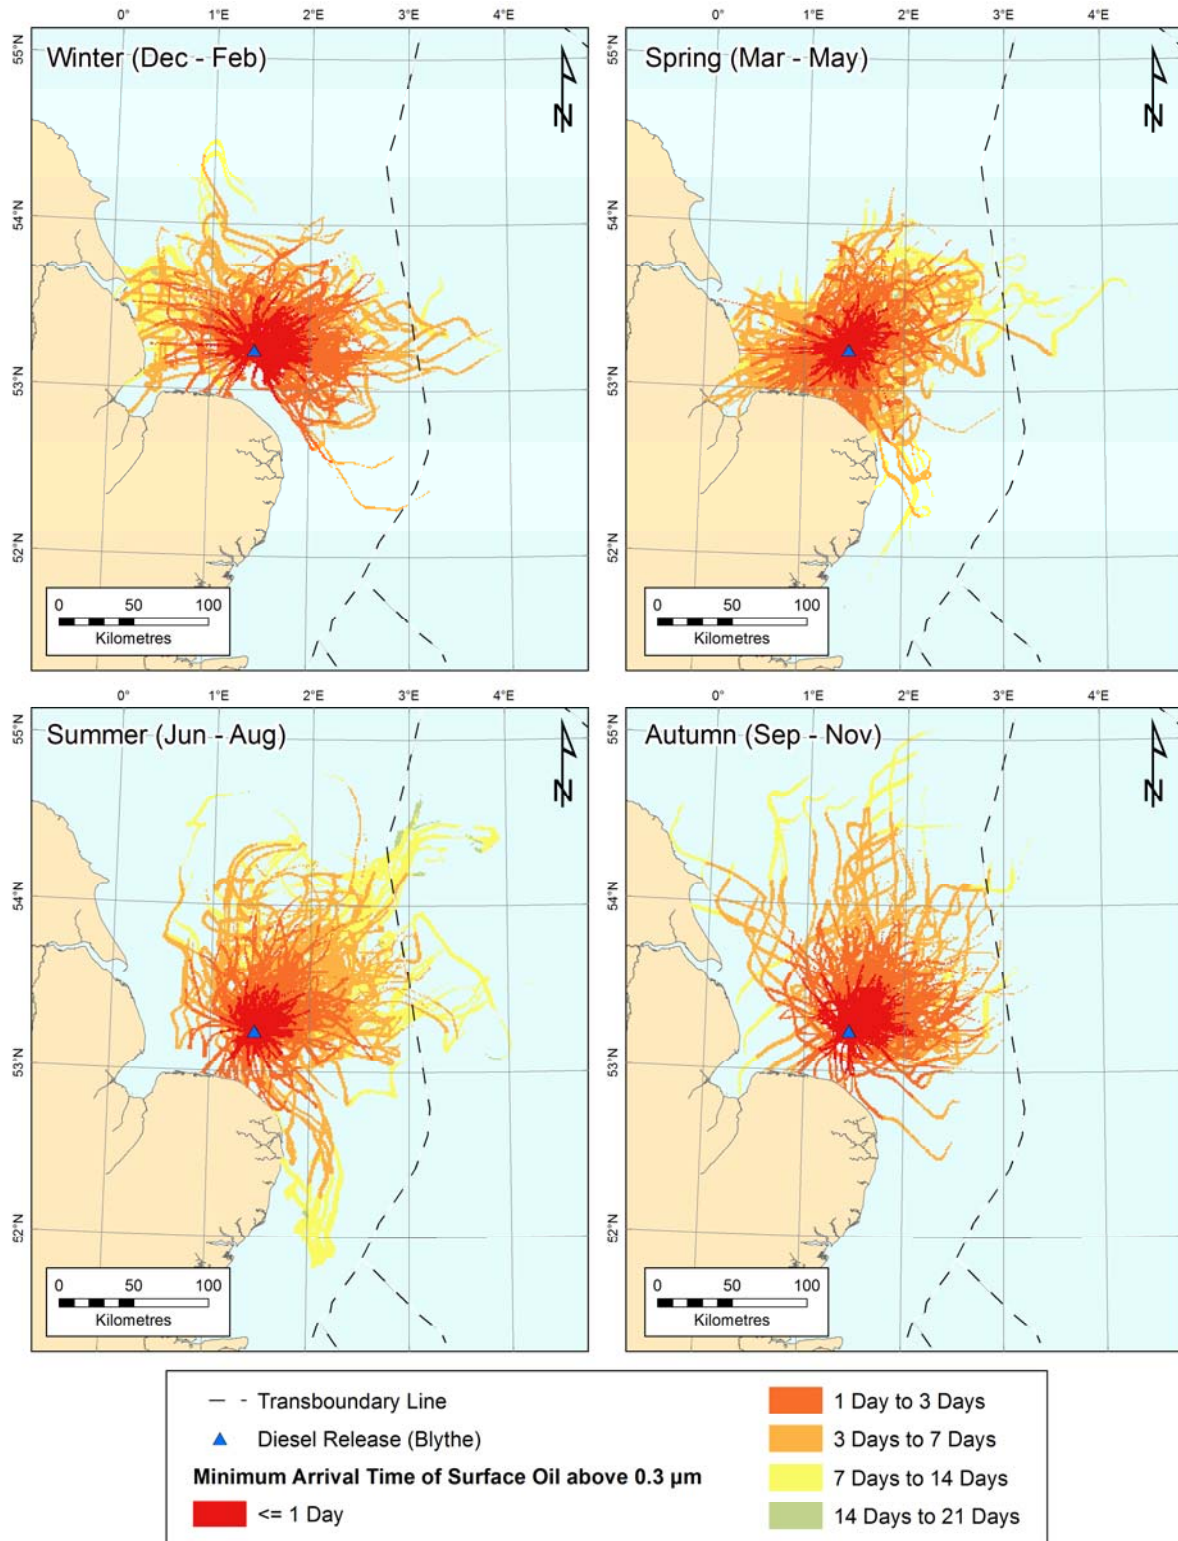 0° 1°E 2°E 3°E 4°E
0° 1°E 2°E 3°E 4°E
55°N
54°N
53°N
52°N
Winter (Dec - Feb)
N
0 50 100
Kilometres
55°N
54°N
53°N
52°N
Spring (Mar - May)
N
0 50 100
Kilometres
0° 1°E 2°E 3°E 4°E
0° 1°E 2°E 3°E 4°E
55°N
54°N
53°N
52°N
Summer (Jun - Aug)
N
0 50 100
Kilometres
55°N
54°N
53°N
52°N
Autumn (Sep - Nov)
N
0 50 100
Kilometres
Transboundary Line
Diesel Release (Blythe)
Minimum Arrival Time of Surface Oil above 0.3 µm
<= 1 Day
1 Day to 3 Days
3 Days to 7 Days
7 Days to 14 Days
14 Days to 21 Days